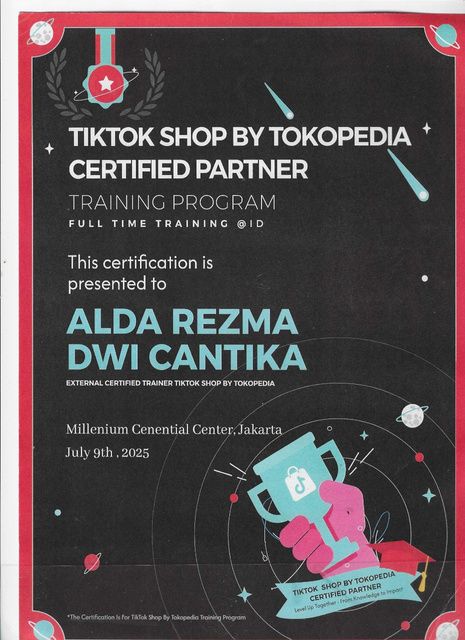 TIKTOK SHOP BY TOKOPEDIA
CERTIFIED PARTNER
TRAINING PROGRAM
FULL TIME TRAINING @ID
This certification is
presented to
ALDA REZMA
DWI CANTIKA
EXTERNAL CERTIFIED TRAINER TIKTOK SHOP BY TOKOPEDIA
Millenium Cenential Center, Jakarta
July 9th , 2025
TIKTOK SHOP BY TOKOPEDIA
CERTIFIED PARTNER
Level Up Together : From Knowledge to Impact
*The Certification Is For TikTok Shop By Tokopedia Training Program